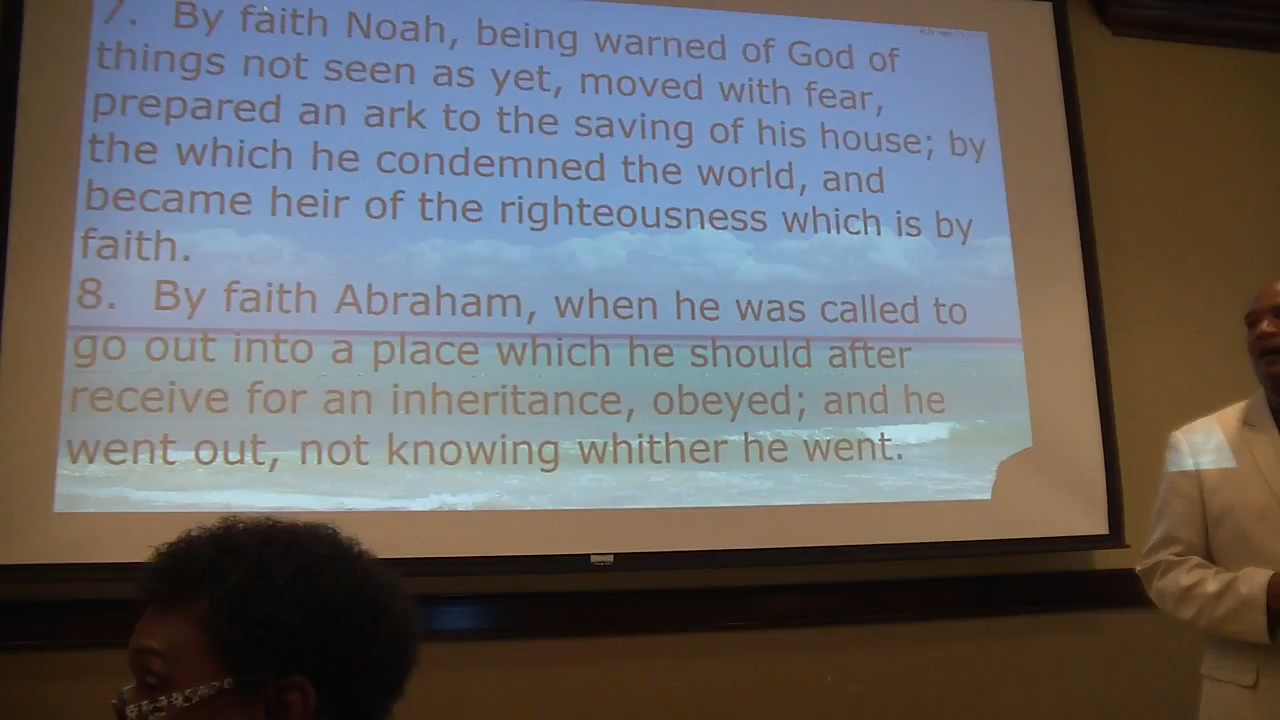 7. By faith Noah, being warned of God of
things not seen as yet, moved with fear,
prepared an ark to the saving of his house; by
the which he condemned the world, and
became heir of the righteousness which is by
faith.
8. By faith Abraham, when he was called to
go out into a place which he should after
receive for an inheritance, obeyed; and he
went out, not knowing whither he went.